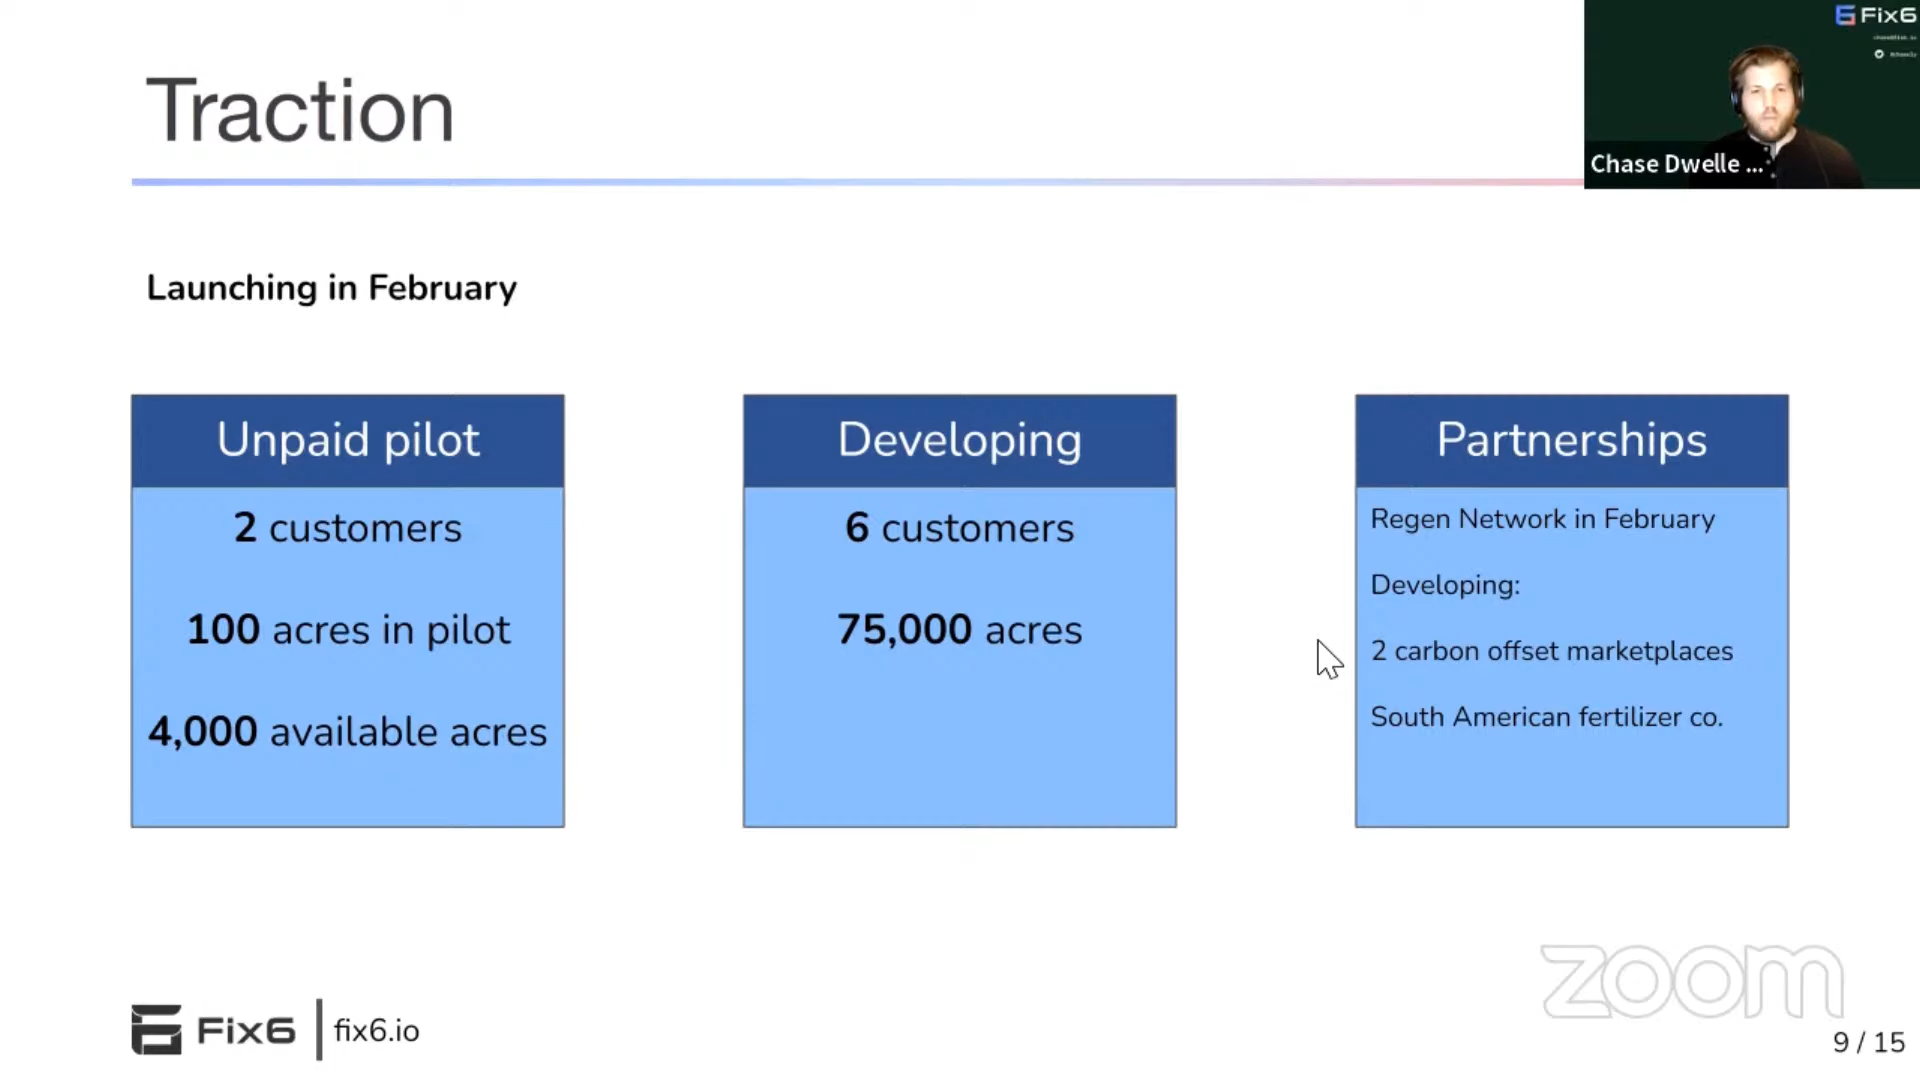 Traction
Fix6
Chase Dwelle ...
Launching in February
Unpaid pilot
2 customers
100 acres in pilot
4,000 available acres
Developing
6 customers
75,000 acres
Partnerships
Regen Network in February
Developing:
2 carbon offset marketplaces
South American fertilizer co.
zoom
Fix6
fix6.io
9 / 15